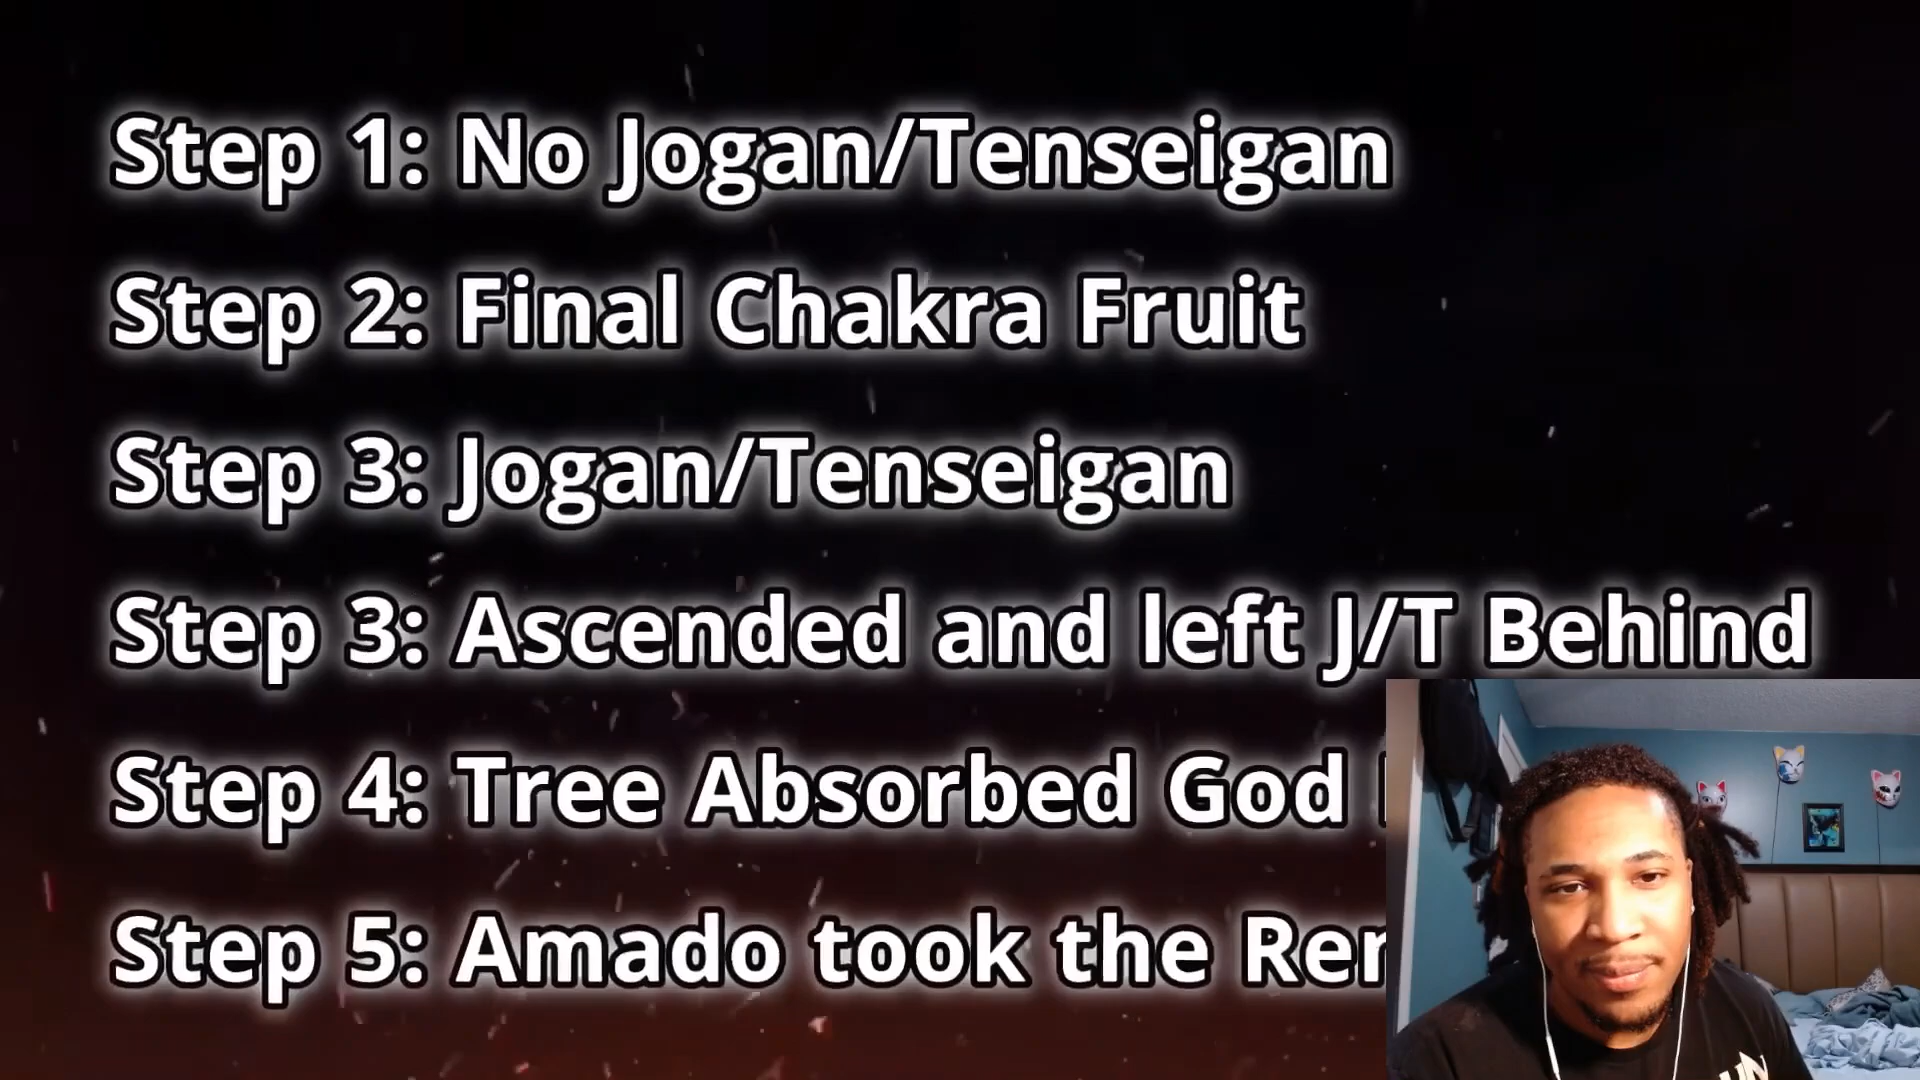 Step 1: No Jogan/Tenseigan
Step 2: Final Chakra Fruit
Step 3: Jogan/Tenseigan
Step 3: Ascended and left J/T Behind
Step 4: Tree Absorbed God
Step 5: Amado took the